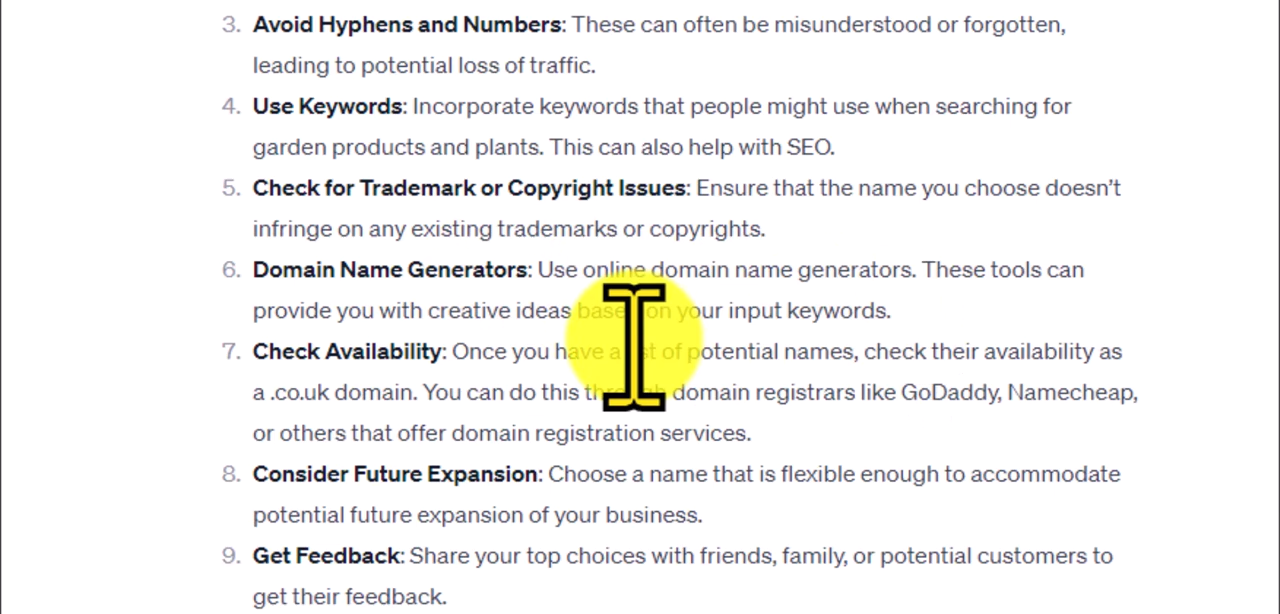 3. Avoid Hyphens and Numbers: These can often be misunderstood or forgotten,
leading to potential loss of traffic.
4. Use Keywords: Incorporate keywords that people might use when searching for
garden products and plants. This can also help with SEO.
5. Check for Trademark or Copyright Issues: Ensure that the name you choose doesn’t
infringe on any existing trademarks or copyrights.
6. Domain Name Generators: Use online domain name generators. These tools can
provide you with creative ideas based on your input keywords.
7. Check Availability: Once you have a list of potential names, check their availability as
a .co.uk domain. You can do this through domain registrars like GoDaddy, Namecheap,
or others that offer domain registration services.
8. Consider Future Expansion: Choose a name that is flexible enough to accommodate
potential future expansion of your business.
9. Get Feedback: Share your top choices with friends, family, or potential customers to
get their feedback.